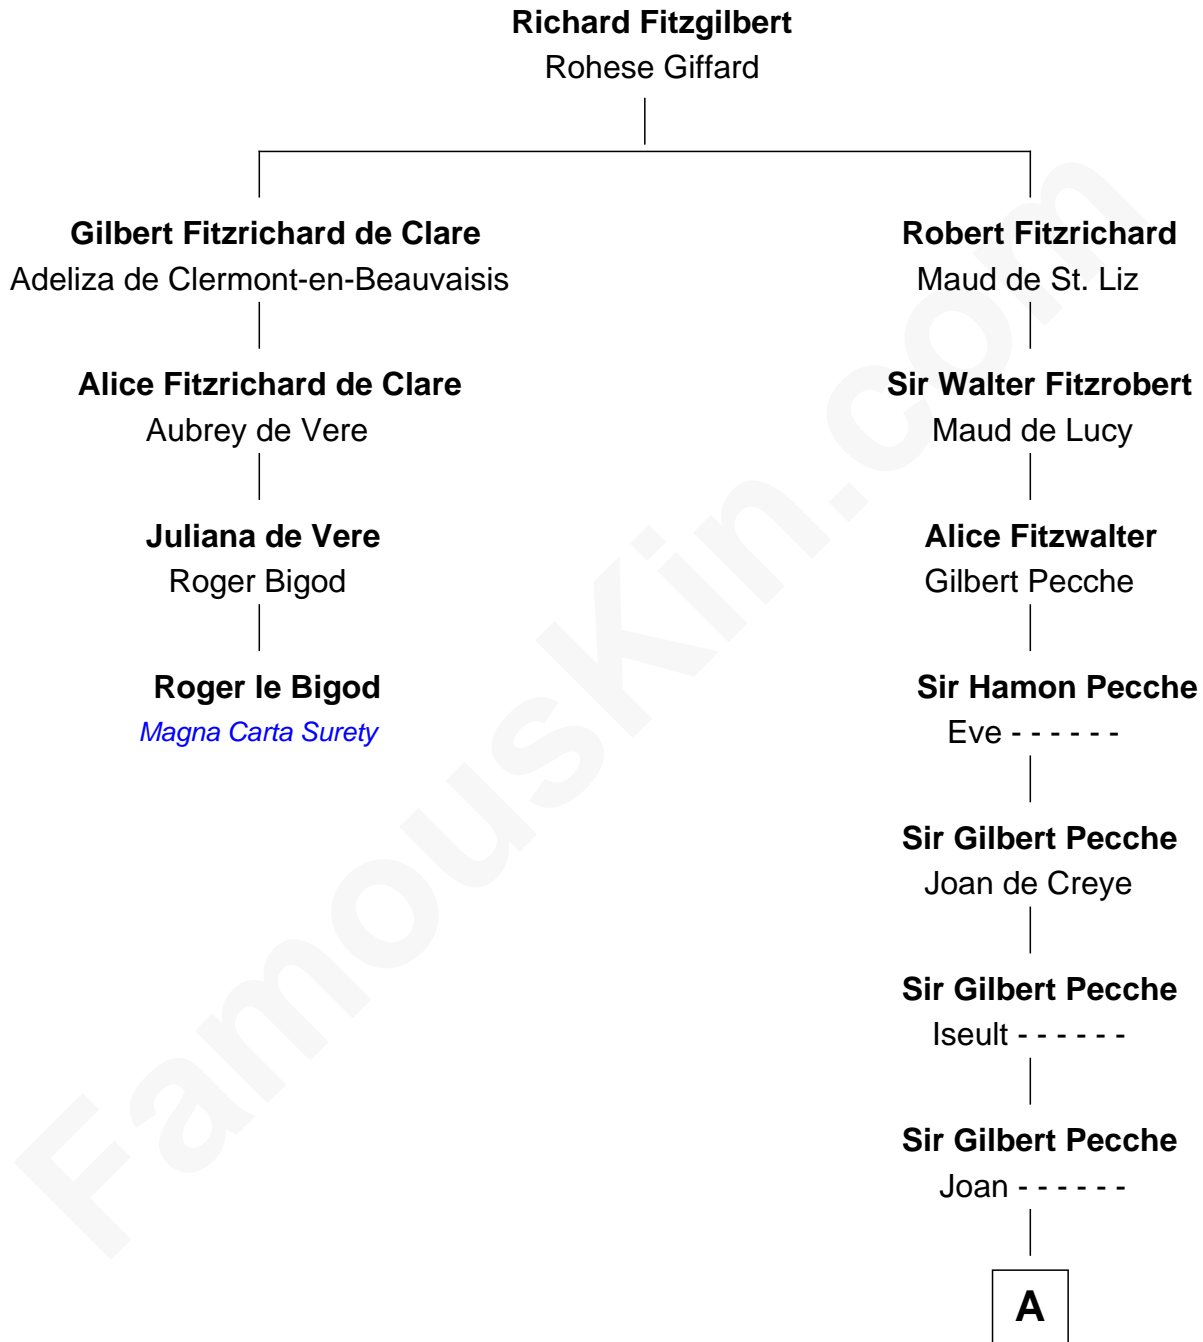 Richard Fitzgilbert
Rohese Giffard
Gilbert Fitzrichard de Clare
Adeliza de Clermont-en-Beauvaisis
Alice Fitzrichard de Clare
Aubrey de Vere
Juliana de Vere
Roger Bigod
Roger le Bigod
Magna Carta Surety
Robert Fitzrichard
Maud de St. Liz
Sir Walter Fitzrobert
Maud de Lucy
Alice Fitzwalter
Gilbert Pecche
Sir Hamon Pecche
Eve - - - - - -
Sir Gilbert Pecche
Joan de Creye
Sir Gilbert Pecche
Iseult - - - - - -
Sir Gilbert Pecche
Joan - - - - - -
A
FamousKin.com